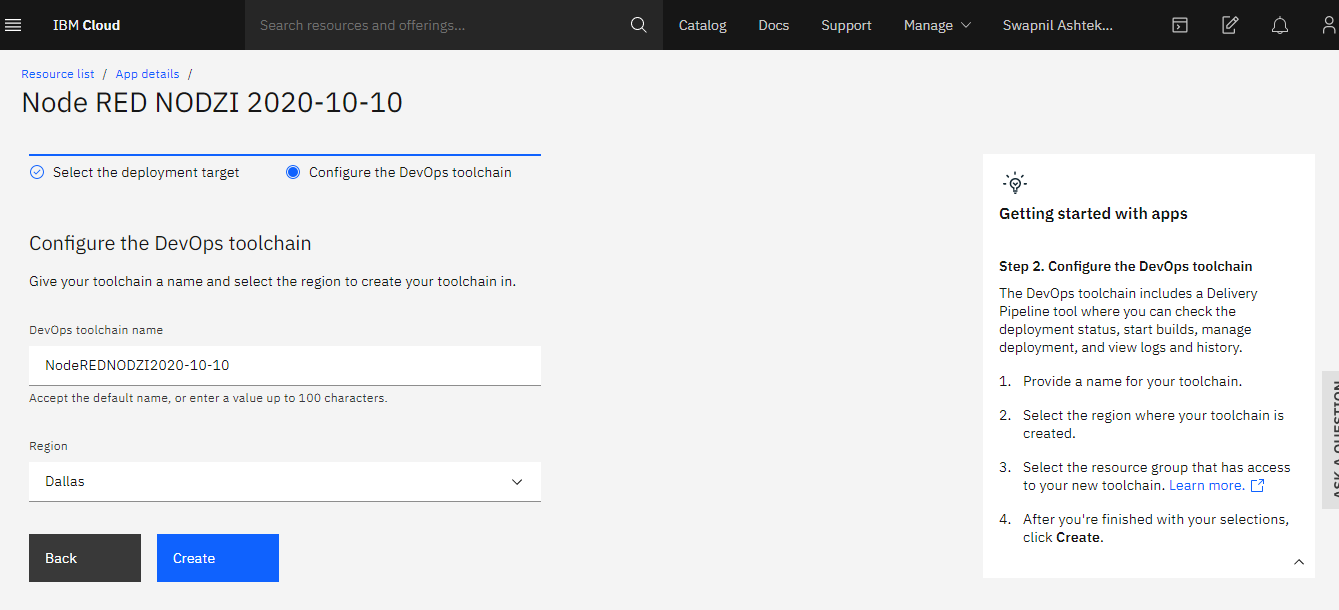 IBM Cloud
Search resources and offerings...
Catalog
Docs
Support
Manage
Swapnil Ashtek...
Resource list / App details /
Node RED NODZI 2020-10-10
Select the deployment target
Configure the DevOps toolchain
Configure the DevOps toolchain
Give your toolchain a name and select the region to create your toolchain in.
DevOps toolchain name
NodeREDNODZI2020-10-10
Accept the default name, or enter a value up to 100 characters.
Region
Dallas
Back
Create
Getting started with apps
Step 2. Configure the DevOps toolchain
The DevOps toolchain includes a Delivery
Pipeline tool where you can check the
deployment status, start builds, manage
deployment, and view logs and history.
1. Provide a name for your toolchain.
2. Select the region where your toolchain is
created.
3. Select the resource group that has access
to your new toolchain. Learn more.
4. After you're finished with your selections,
click Create.
ASK A QUESTION